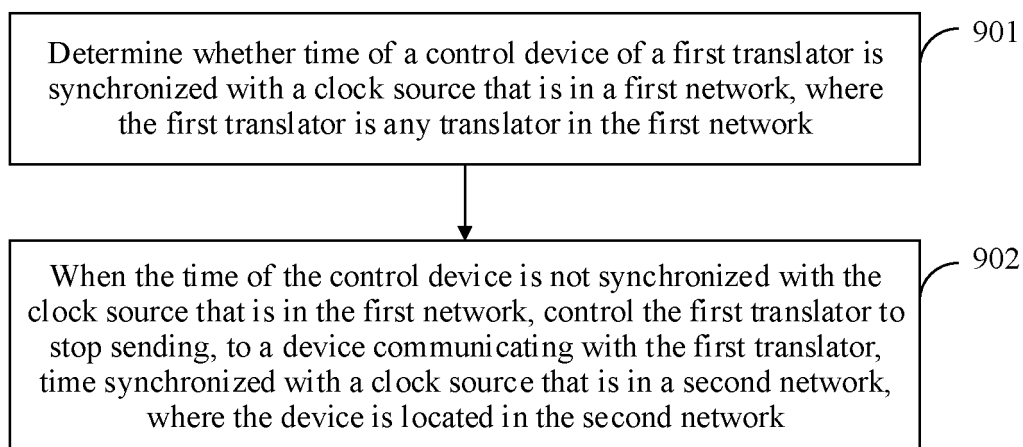 Determine whether time of a control device of a first translator is
synchronized with a clock source that is in a first network, where
the first translator is any translator in the first network
901
When the time of the control device is not synchronized with the
clock source that is in the first network, control the first translator to
stop sending, to a device communicating with the first translator,
time synchronized with a clock source that is in a second network,
where the device is located in the second network
902